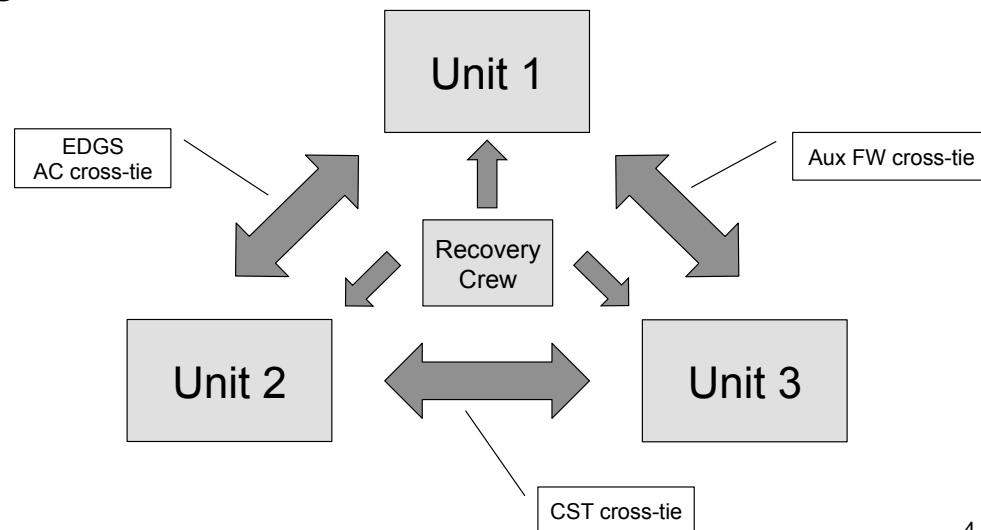 Unit 1
EDGS
AC cross-tie
Aux FW cross-tie
Recovery
Crew
Unit 2
Unit 3
CST cross-tie
4